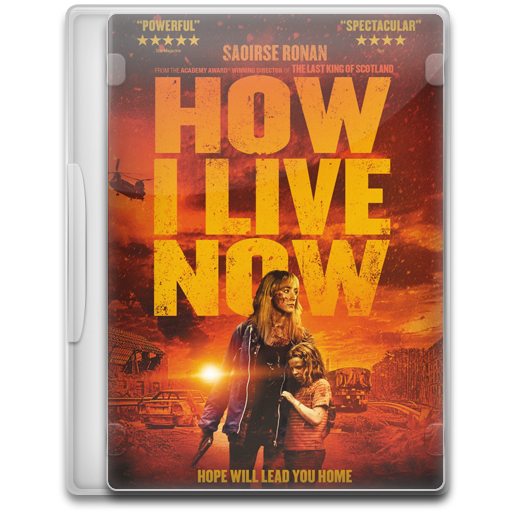 "POWERFUL"
"SPECTACULAR"
SAOIRSE RONAN
FROM THE ACADEMY AWARD® WINNING DIRECTOR OF THE LAST KING OF SCOTLAND
HOW
I LIVE
NOW
HOPE WILL LEAD YOU HOME